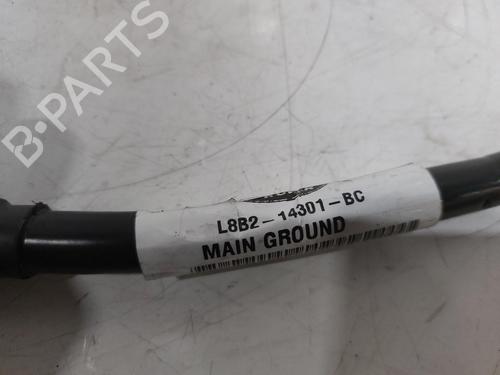 B-PARTS
L8B2-14301-BC
MAIN GROUND